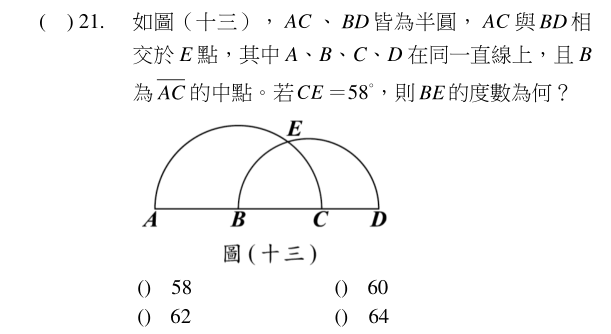 ( ) 21. 如圖（十三），AC 、 BD 皆為半圓， AC 與 BD 相
交於 E 點，其中 A、B、C、D 在同一直線上，且 B
為 AC 的中點。若 CE ＝58°，則 BE 的度數為何？
E
A B C D
圖(十三)
() 58 () 60
() 62 () 64